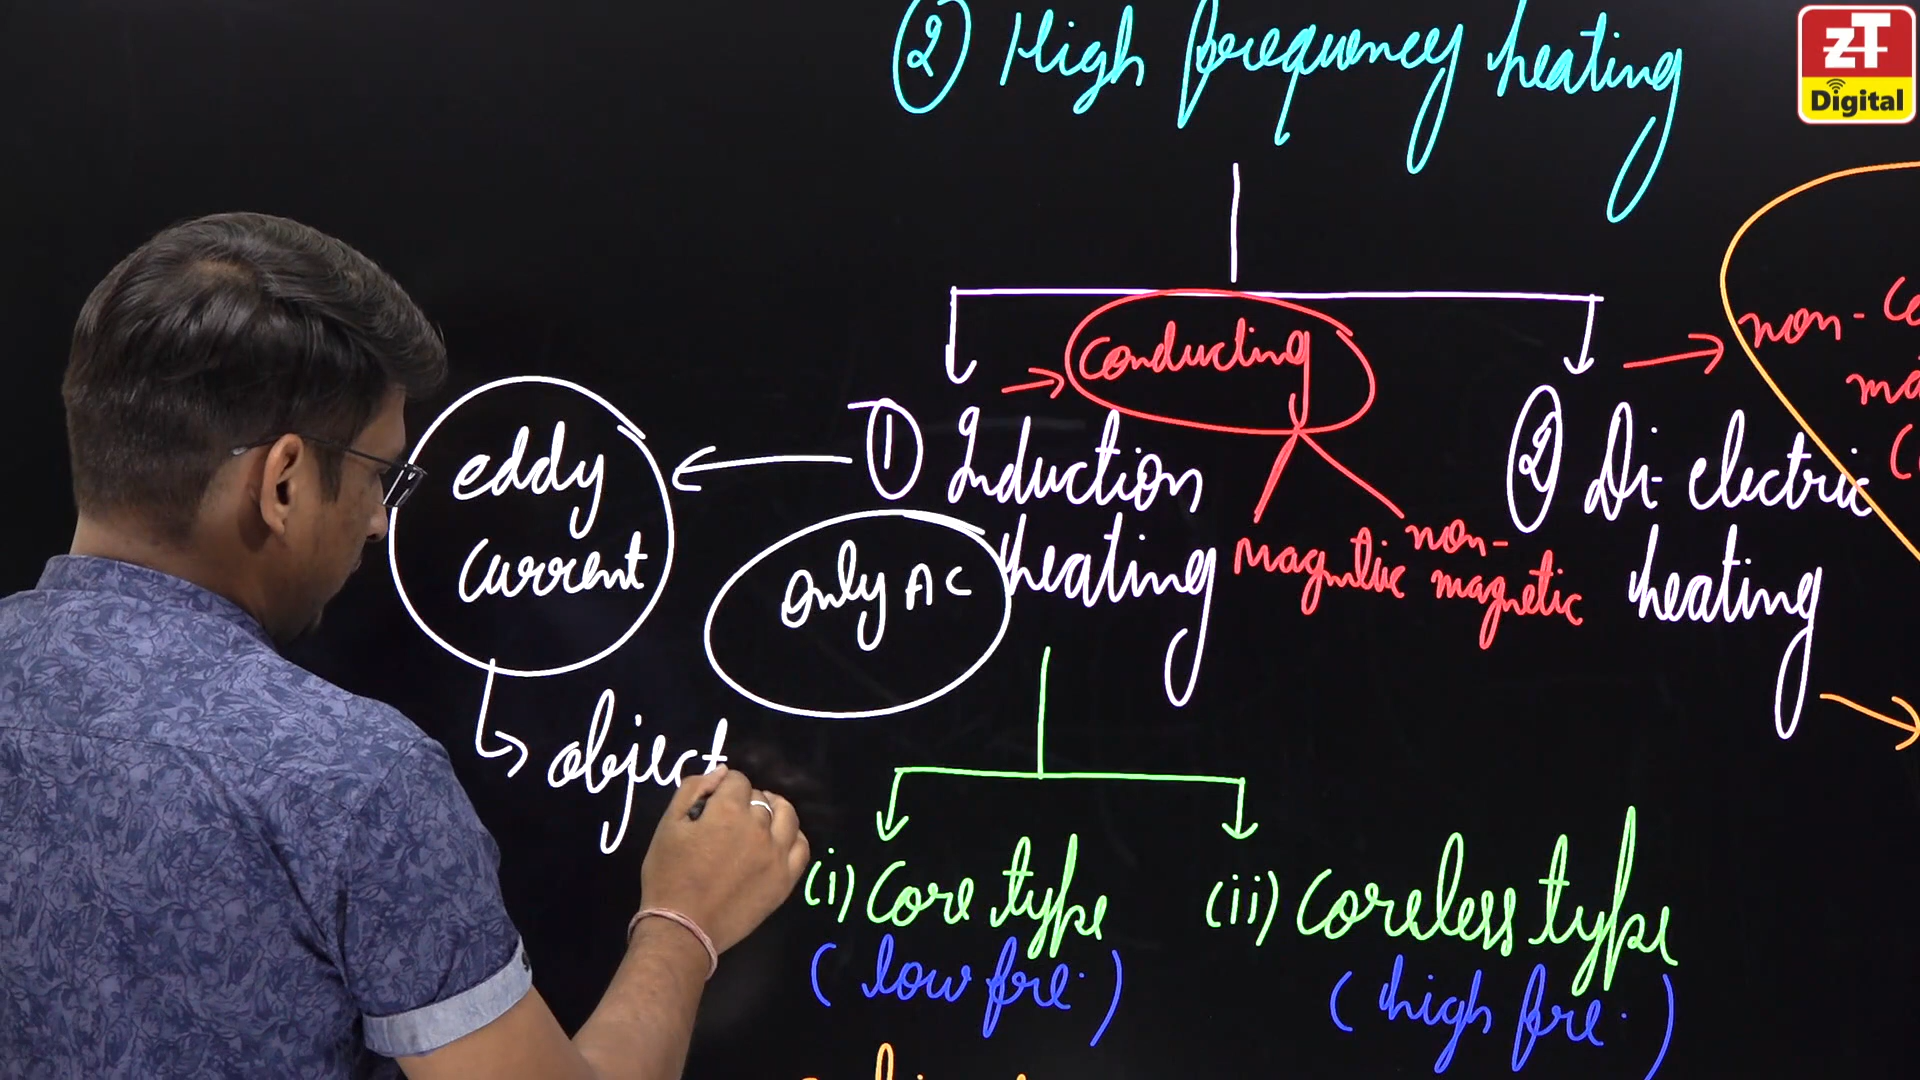 ② High frequency heating
ZT
Digital
conducting
non-
eddy
current
① Induction
heating
② Di-electric
heating
only AC
magnetic
non-
magnetic
object
(i) Core type
(low fre.)
(ii) Coreless type
(high fre.)